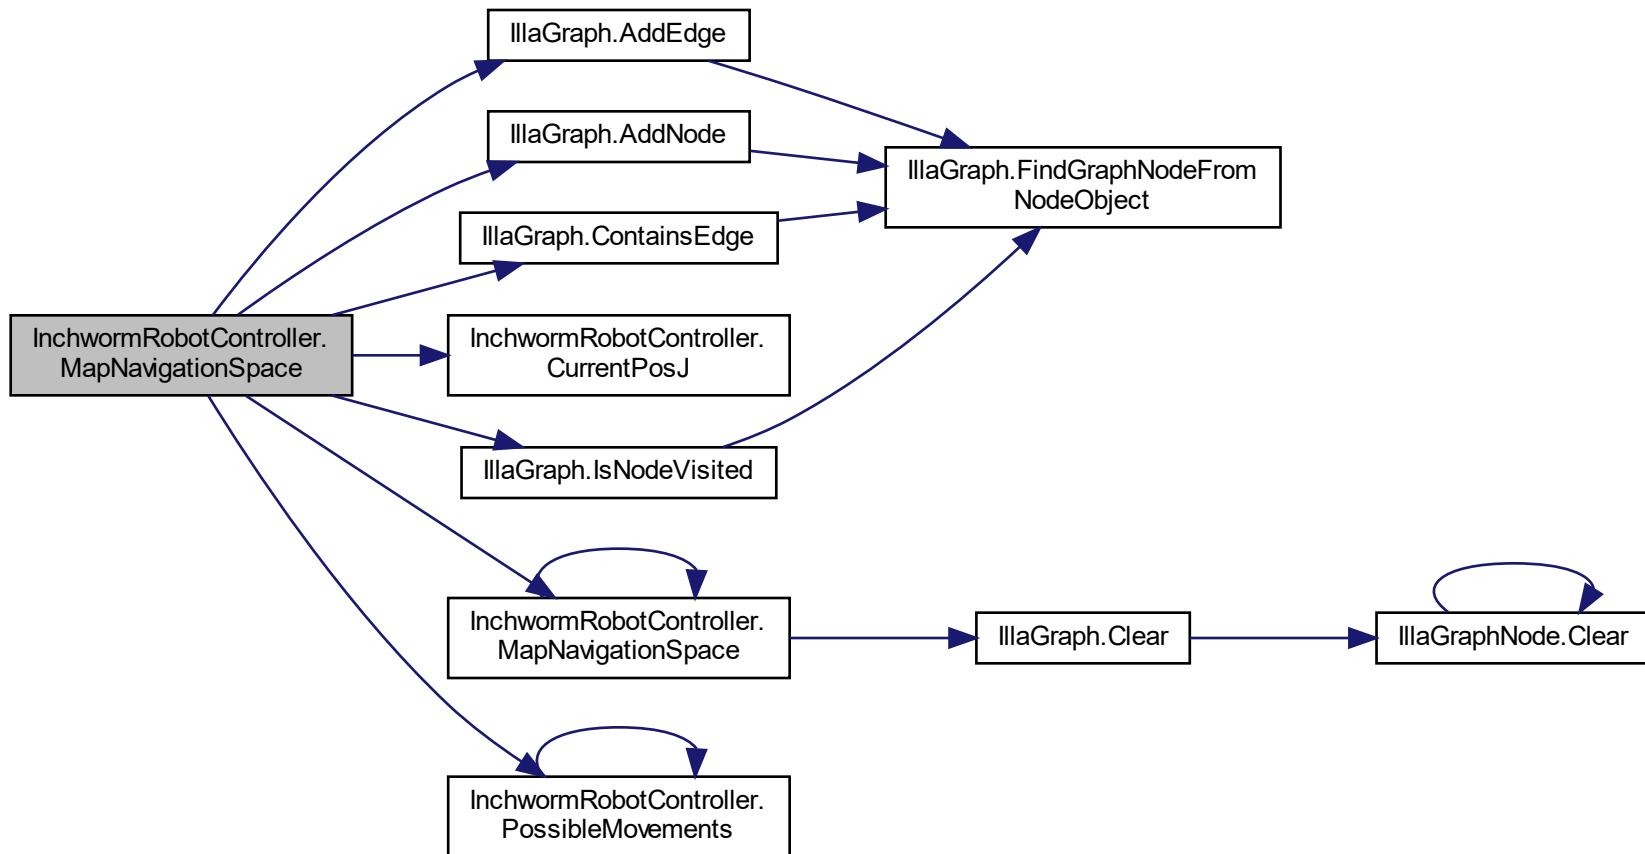 IllaGraph.AddEdge
IllaGraph.AddNode
IllaGraph.FindGraphNodeFrom
NodeObject
IllaGraph.ContainsEdge
InchwormRobotController.
MapNavigationSpace
InchwormRobotController.
CurrentPosJ
IllaGraph.IsNodeVisited
InchwormRobotController.
MapNavigationSpace
IllaGraph.Clear
IllaGraphNode.Clear
InchwormRobotController.
PossibleMovements